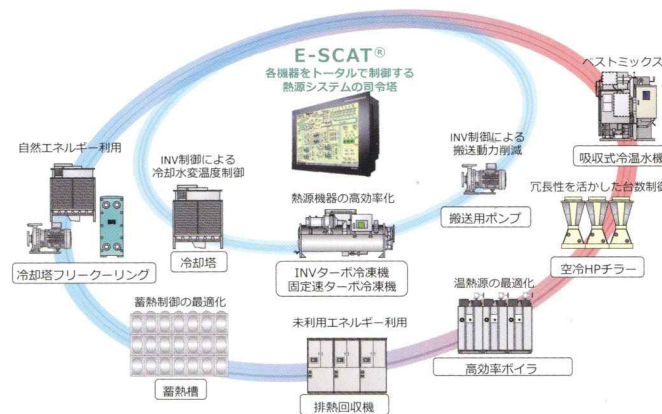 E-SCAT®
各機器をトータルで制御する
熱源システムの司令塔
ベストミックス
吸収式冷温水機
自然エネルギー利用
冷却塔フリークーリング
INV制御による
冷却水変温度制御
冷却塔
INV制御による
搬送動力削減
搬送用ポンプ
熱源機器の高効率化
INVターボ冷凍機
固定速ターボ冷凍機
冗長性を活かした台数制御
空冷HPチラー
蓄熱制御の最適化
蓄熱槽
未利用エネルギー利用
排熱回収機
温熱源の最適化
高効率ボイラ